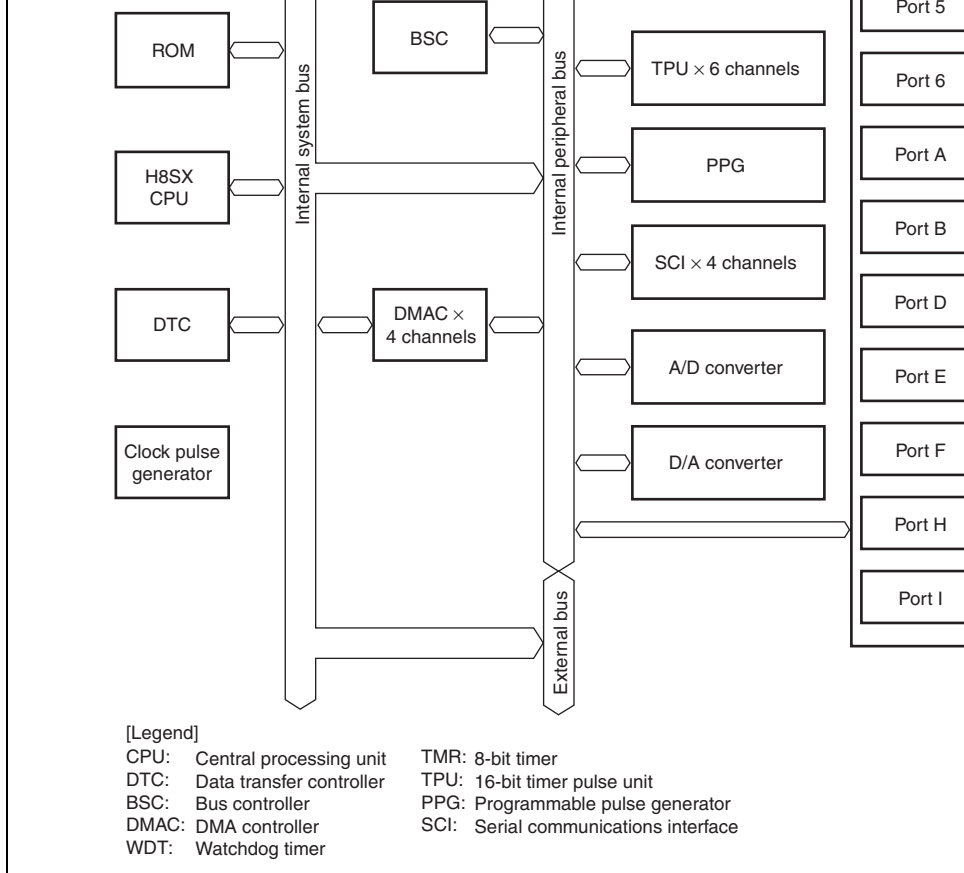 Port 5
ROM
BSC
TPU × 6 channels
Port 6
Internal system bus
Internal peripheral bus
PPG
Port A
H8SX
CPU
Port B
SCI × 4 channels
Port D
DTC
DMAC ×
4 channels
A/D converter
Port E
Clock pulse
generator
D/A converter
Port F
Port H
Port I
External bus
[Legend]
CPU: Central processing unit TMR: 8-bit timer
DTC: Data transfer controller TPU: 16-bit timer pulse unit
BSC: Bus controller PPG: Programmable pulse generator
DMAC: DMA controller SCI: Serial communications interface
WDT: Watchdog timer